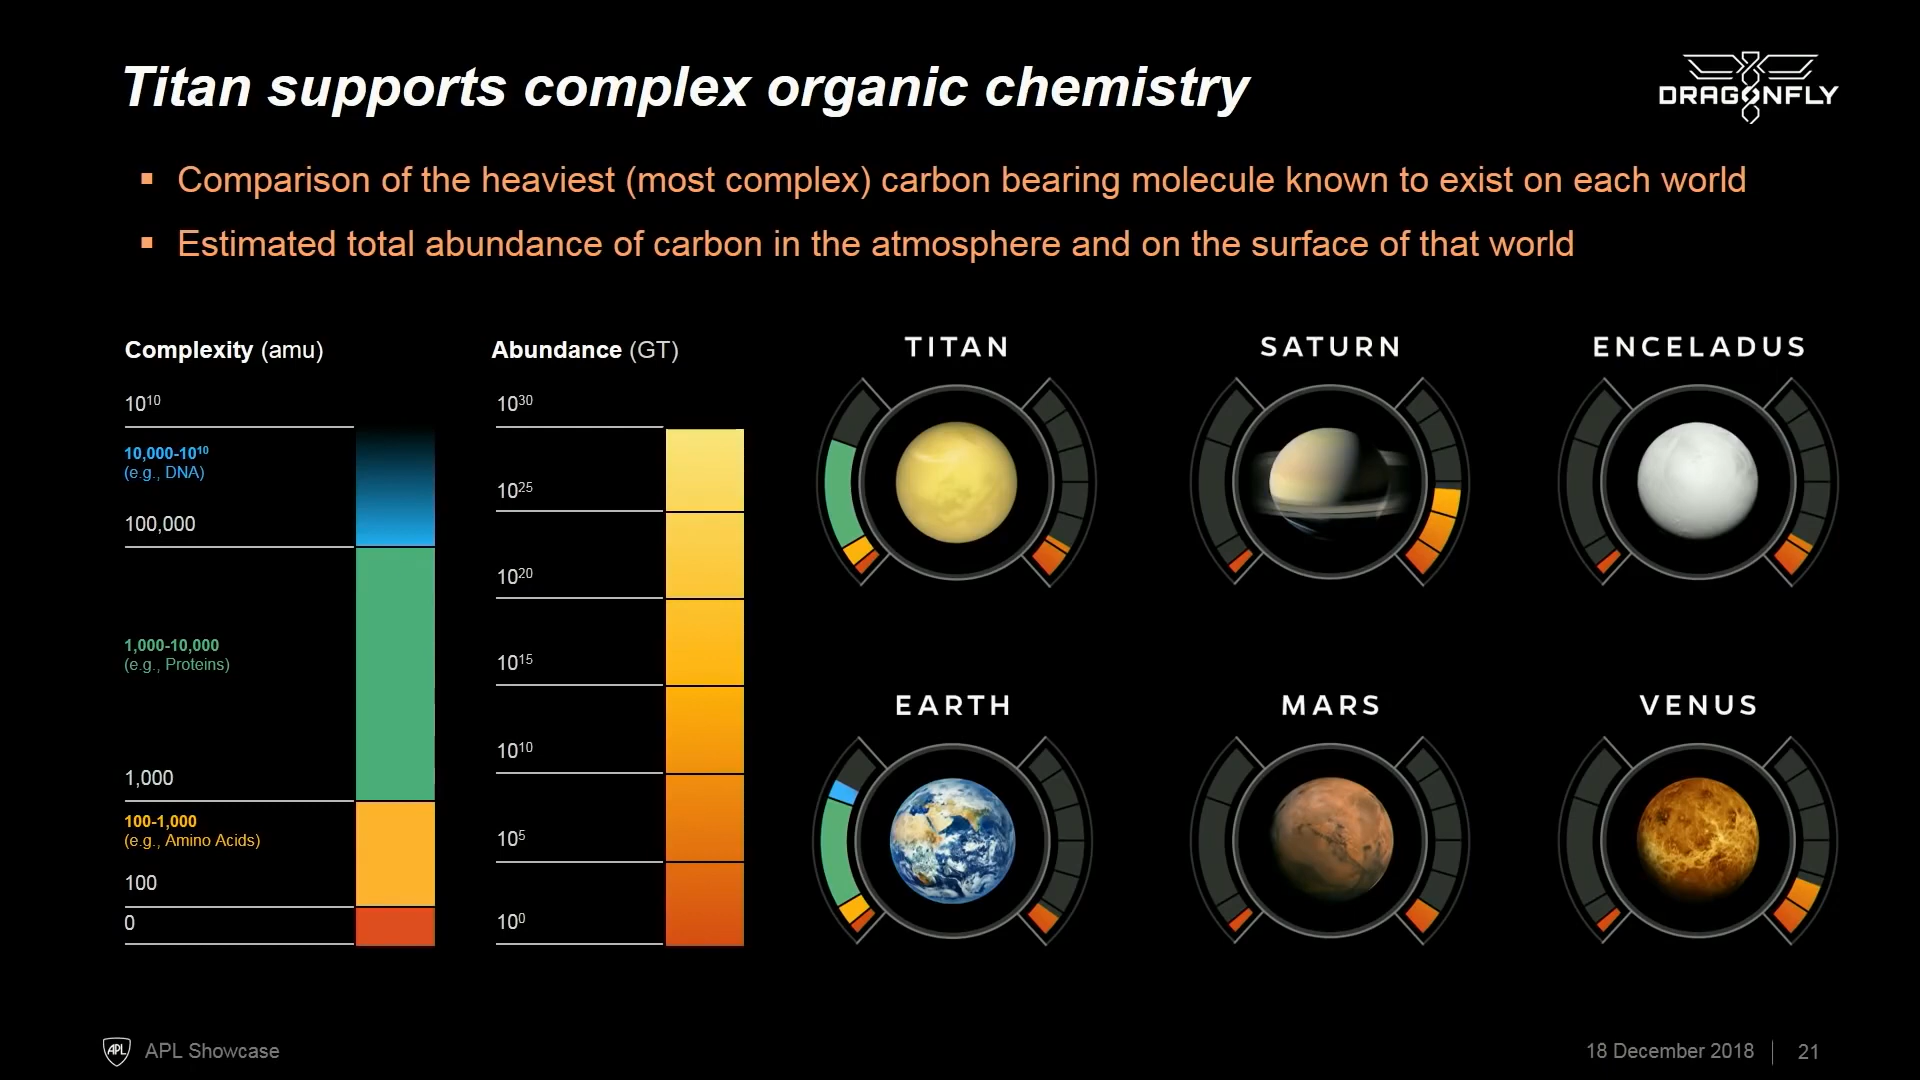 Titan supports complex organic chemistry
DRAGONFLY
▪ Comparison of the heaviest (most complex) carbon bearing molecule known to exist on each world
▪ Estimated total abundance of carbon in the atmosphere and on the surface of that world
Complexity (amu)
10¹⁰
10,000-10¹⁰
(e.g., DNA)
100,000
1,000-10,000
(e.g., Proteins)
1,000
100-1,000
(e.g., Amino Acids)
100
0
Abundance (GT)
10³⁰
10²⁵
10²⁰
10¹⁵
10¹⁰
10⁵
10⁰
TITAN
SATURN
ENCELADUS
EARTH
MARS
VENUS
APL
APL Showcase
18 December 2018 | 21